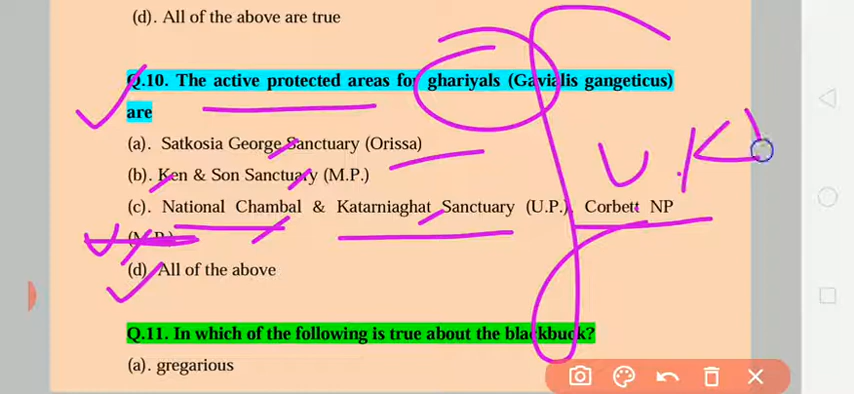 (d). All of the above are true
Q.10. The active protected areas for ghariyals (Gavialis gangeticus)
are
(a). Satkosia George Sanctuary (Orissa)
(b). Ken & Son Sanctuary (M.P.)
(c). National Chambal & Katarniaghat Sanctuary (U.P.), Corbett NP
(M.P.)
(d). All of the above
Q.11. In which of the following is true about the blackbuck?
(a). gregarious
U.K)